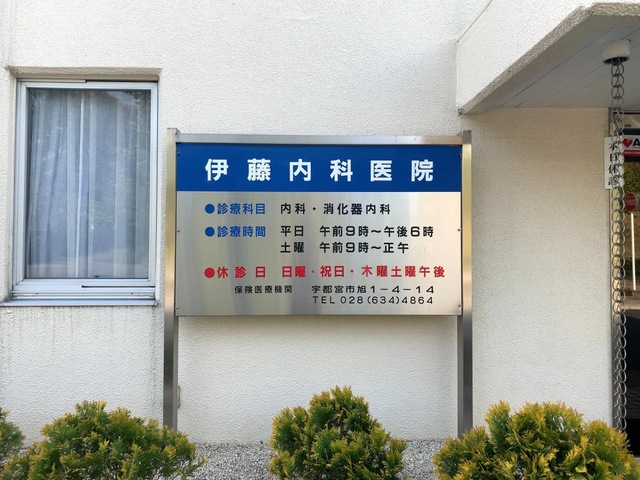 伊藤内科医院
●診療科目　内科・消化器内科
●診療時間　平日　午前9時～午後6時
土曜　午前9時～正午
●休診日　日曜・祝日・木曜土曜午後
保険医療機関　宇都宮市旭1-4-14
TEL 028(634)4864
本日休診